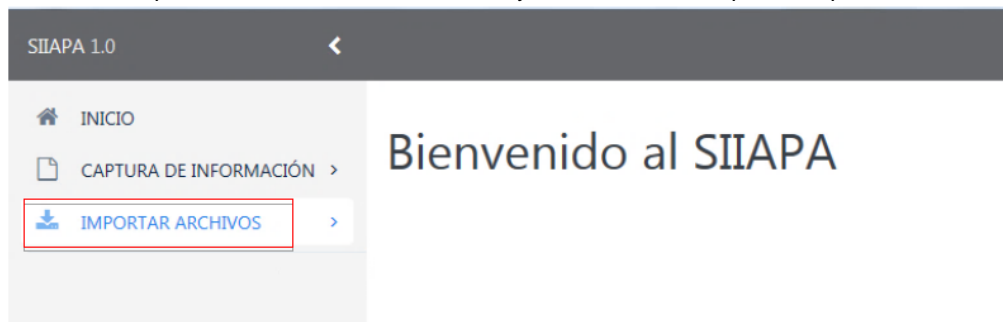 SIIAPA 1.0
INICIO
CAPTURA DE INFORMACIÓN
IMPORTAR ARCHIVOS
Bienvenido al SIIAPA